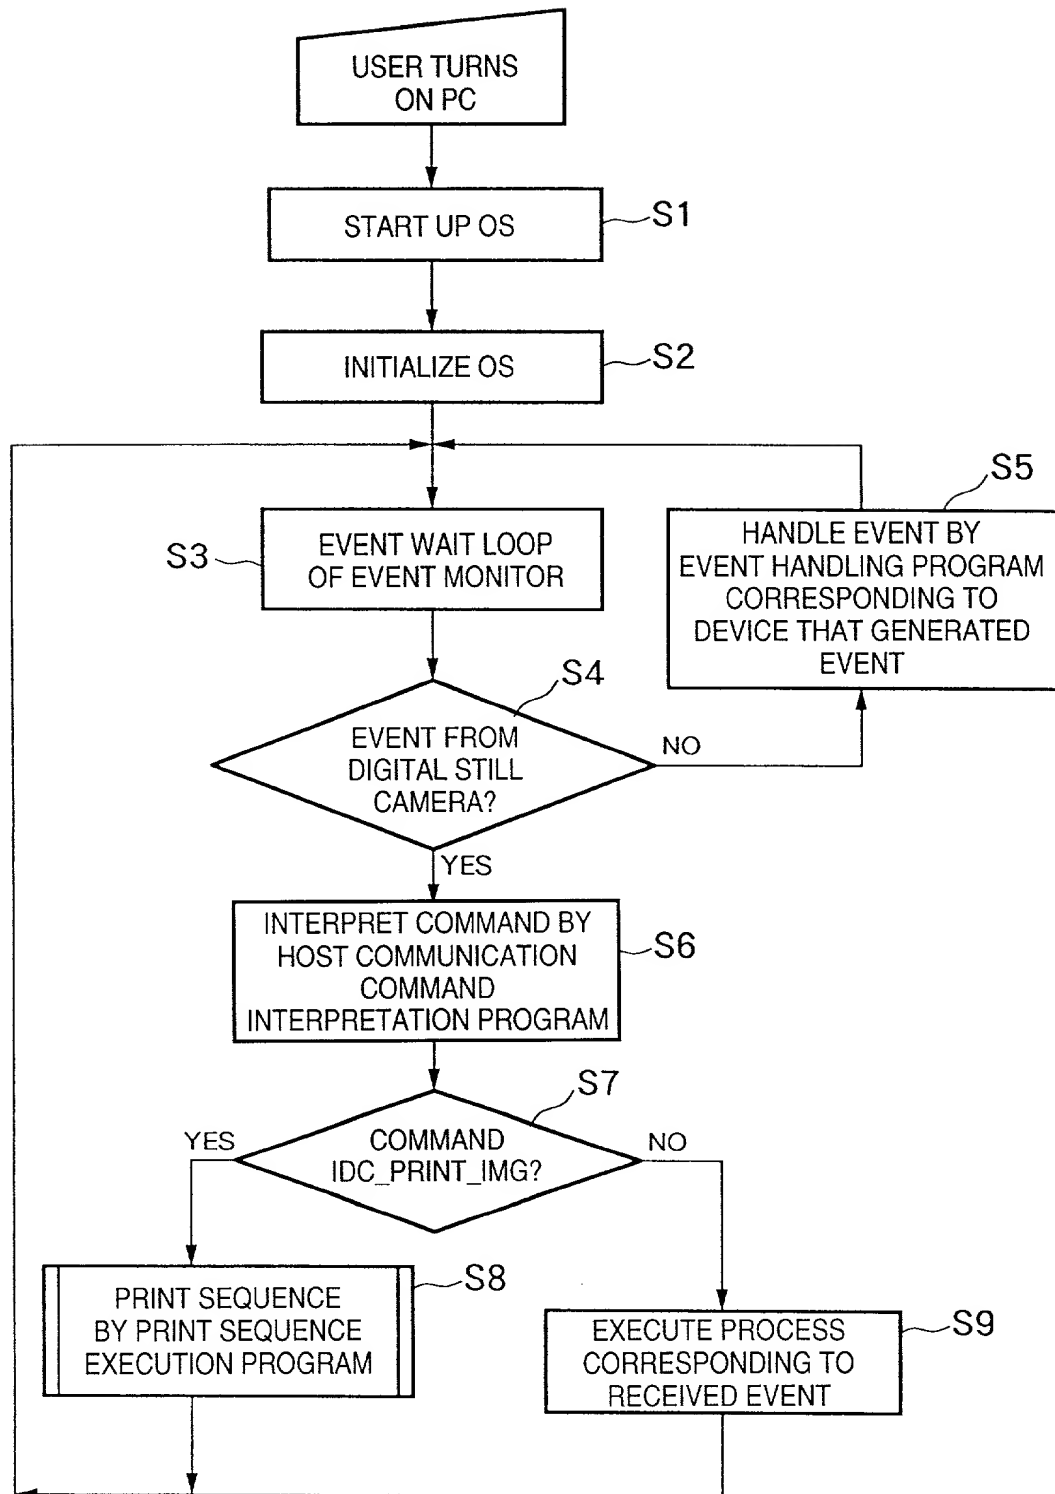 USER TURNS
ON PC
START UP OS
S1
INITIALIZE OS
S2
S3
EVENT WAIT LOOP
OF EVENT MONITOR
S5
HANDLE EVENT BY
EVENT HANDLING PROGRAM
CORRESPONDING TO
DEVICE THAT GENERATED
EVENT
S4
EVENT FROM
DIGITAL STILL
CAMERA?
NO
YES
INTERPRET COMMAND BY
HOST COMMUNICATION
COMMAND
INTERPRETATION PROGRAM
S6
S7
YES
COMMAND
IDC_PRINT_IMG?
NO
PRINT SEQUENCE
BY PRINT SEQUENCE
EXECUTION PROGRAM
S8
EXECUTE PROCESS
CORRESPONDING TO
RECEIVED EVENT
S9